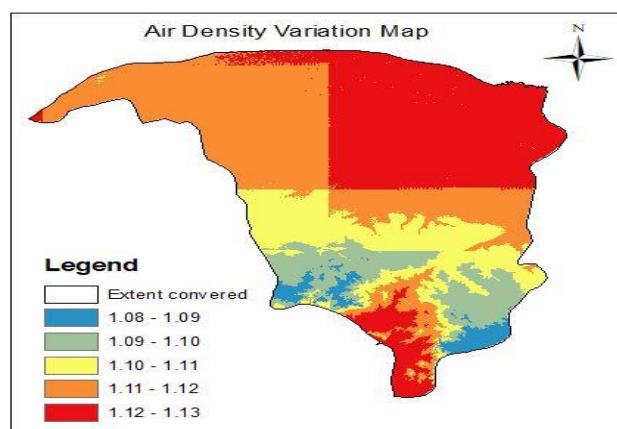 Air Density Variation Map
N
Legend
Extent convered
1.08 - 1.09
1.09 - 1.10
1.10 - 1.11
1.11 - 1.12
1.12 - 1.13